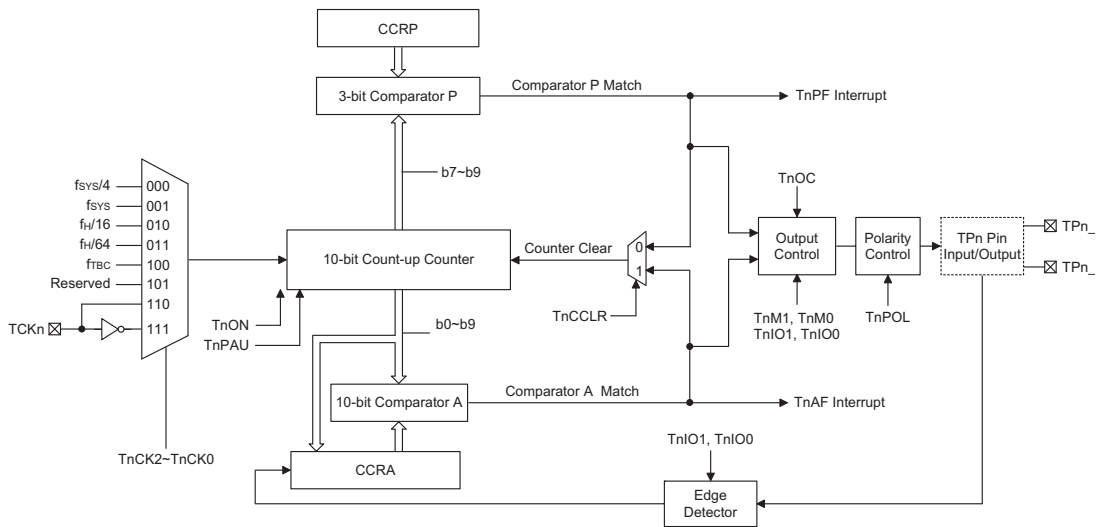 CCRP
3-bit Comparator P
Comparator P Match
TnPF Interrupt
b7~b9
fSYS/4
000
fSYS
001
fH/16
010
fH/64
011
fTBC
100
Reserved
101
110
TCKn
111
TnCK2~TnCK0
10-bit Count-up Counter
TnON
TnPAU
b0~b9
Counter Clear
0
1
TnCCLR
TnOC
Output
Control
TnM1, TnM0
TnIO1, TnIO0
Polarity
Control
TnPOL
TPn Pin
Input/Output
TPn_
TPn_
10-bit Comparator A
Comparator A Match
TnAF Interrupt
CCRA
TnIO1, TnIO0
Edge
Detector